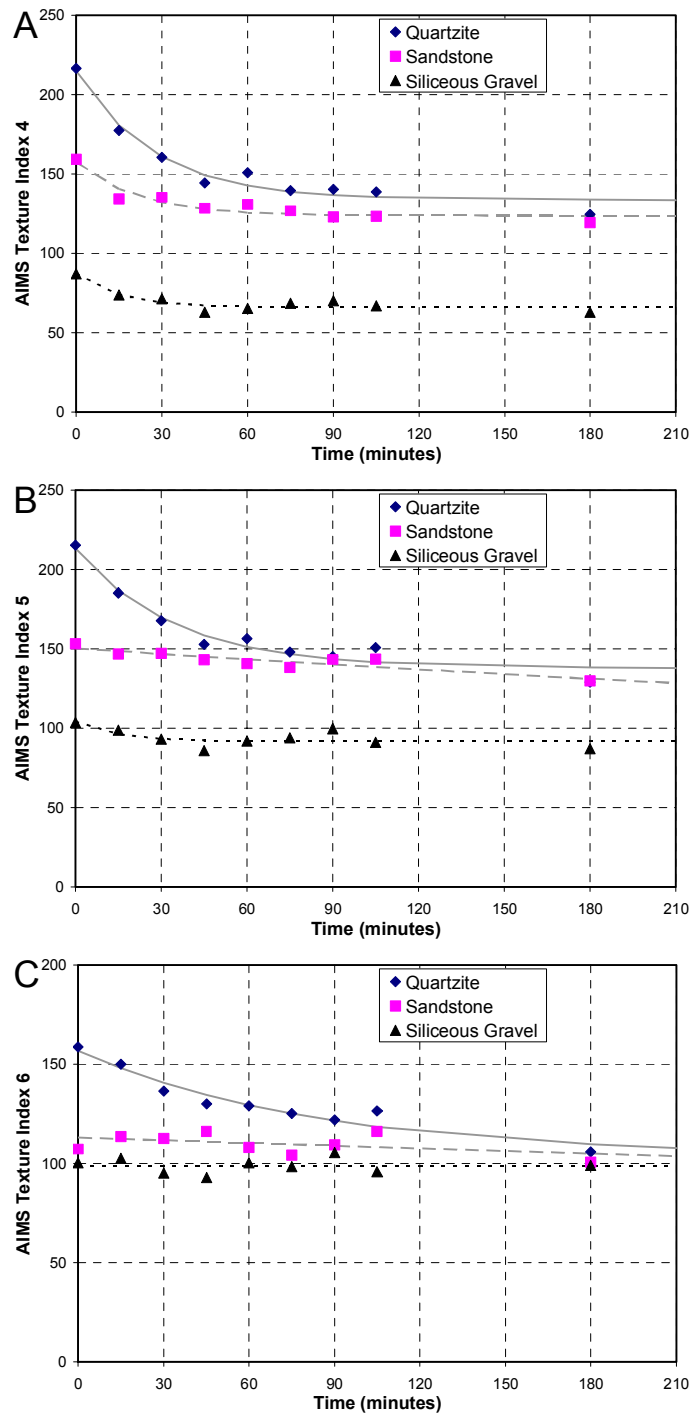 A
250
200
150
100
50
0
AIMS Texture Index 4
Quartzite
Sandstone
Siliceous Gravel
0 30 60 90 120 150 180 210
Time (minutes)
B
250
200
150
100
50
0
AIMS Texture Index 5
Quartzite
Sandstone
Siliceous Gravel
0 30 60 90 120 150 180 210
Time (minutes)
C
200
150
100
50
0
AIMS Texture Index 6
Quartzite
Sandstone
Siliceous Gravel
0 30 60 90 120 150 180 210
Time (minutes)